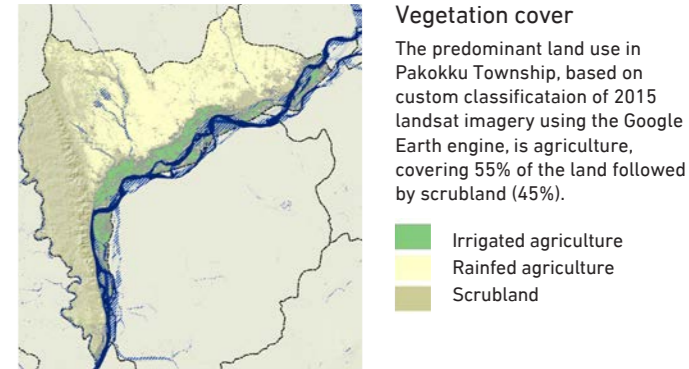 Vegetation cover
The predominant land use in
Pakokku Township, based on
custom classificataion of 2015
landsat imagery using the Google
Earth engine, is agriculture,
covering 55% of the land followed
by scrubland (45%).
Irrigated agriculture
Rainfed agriculture
Scrubland